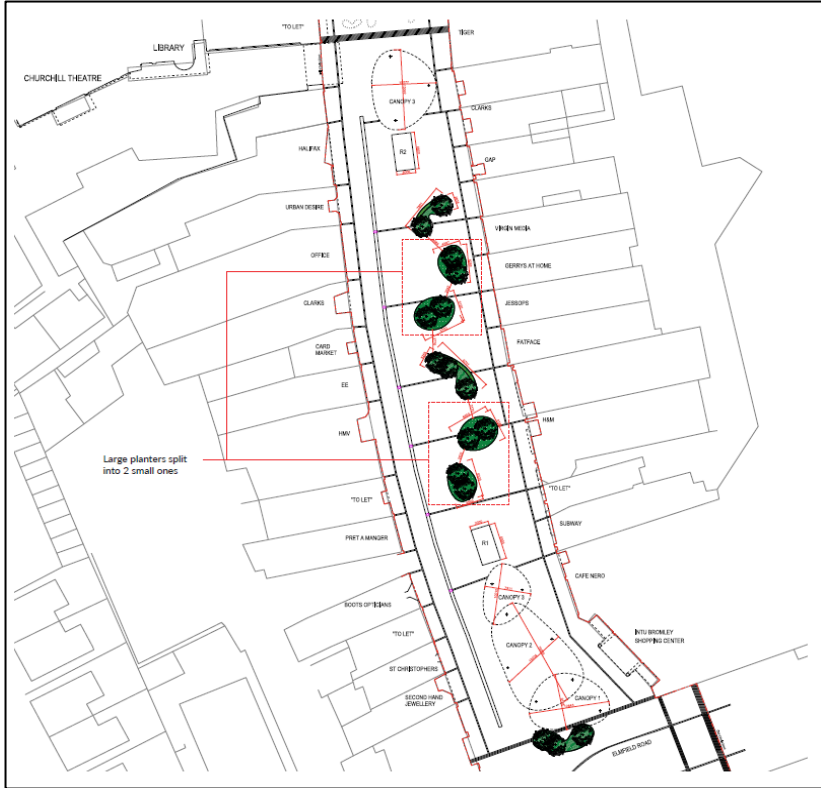 "TO LET"
TIGER
LIBRARY
CHURCHILL THEATRE
CANOPY 3
CLARKS
HALIFAX
R2
GAP
URBAN DESIRE
VIRGIN MEDIA
OFFICE
GERRYS AT HOME
CLARKS
JESSOPS
CARD
MARKET
FATFACE
EE
HMV
H&M
Large planters split
into 2 small ones
"TO LET"
"TO LET"
SUBWAY
PRET A MANGER
R1
CAFE NERO
BOOTS OPTICIANS
CANOPY 3
"TO LET"
INTU BROMLEY
SHOPPING CENTER
CANOPY 2
ST CHRISTOPHERS
SECOND HAND
JEWELLERY
CANOPY 1
ELMFIELD ROAD